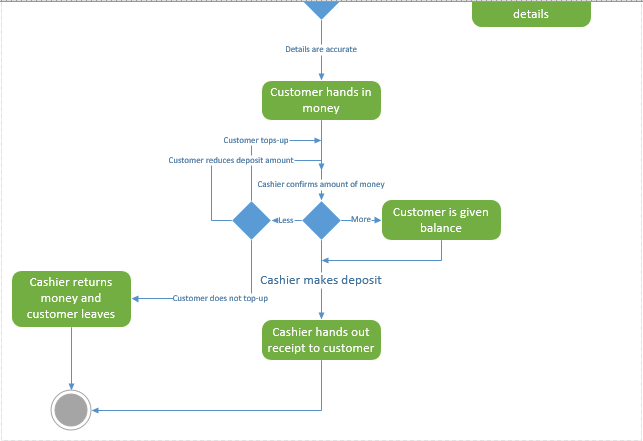 details
Details are accurate
Customer hands in
money
Customer tops-up
Customer reduces deposit amount
Cashier confirms amount of money
Less
More
Customer is given
balance
Cashier makes deposit
Cashier returns
money and
customer leaves
Customer does not top-up
Cashier hands out
receipt to customer